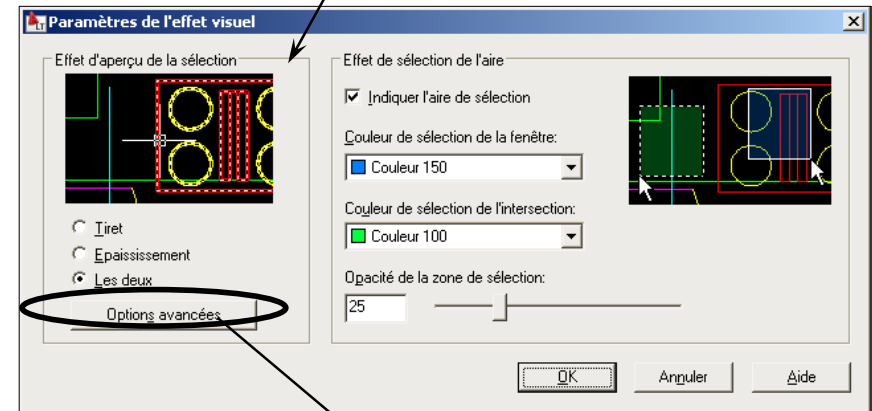 Paramètres de l'effet visuel
Effet d'aperçu de la sélection
Tiret
Epaississement
Les deux
Options avancées
Effet de sélection de l'aire
Indiquer l'aire de sélection
Couleur de sélection de la fenêtre:
Couleur 150
Couleur de sélection de l'intersection:
Couleur 100
Opacité de la zone de sélection:
25
OK
Annuler
Aide